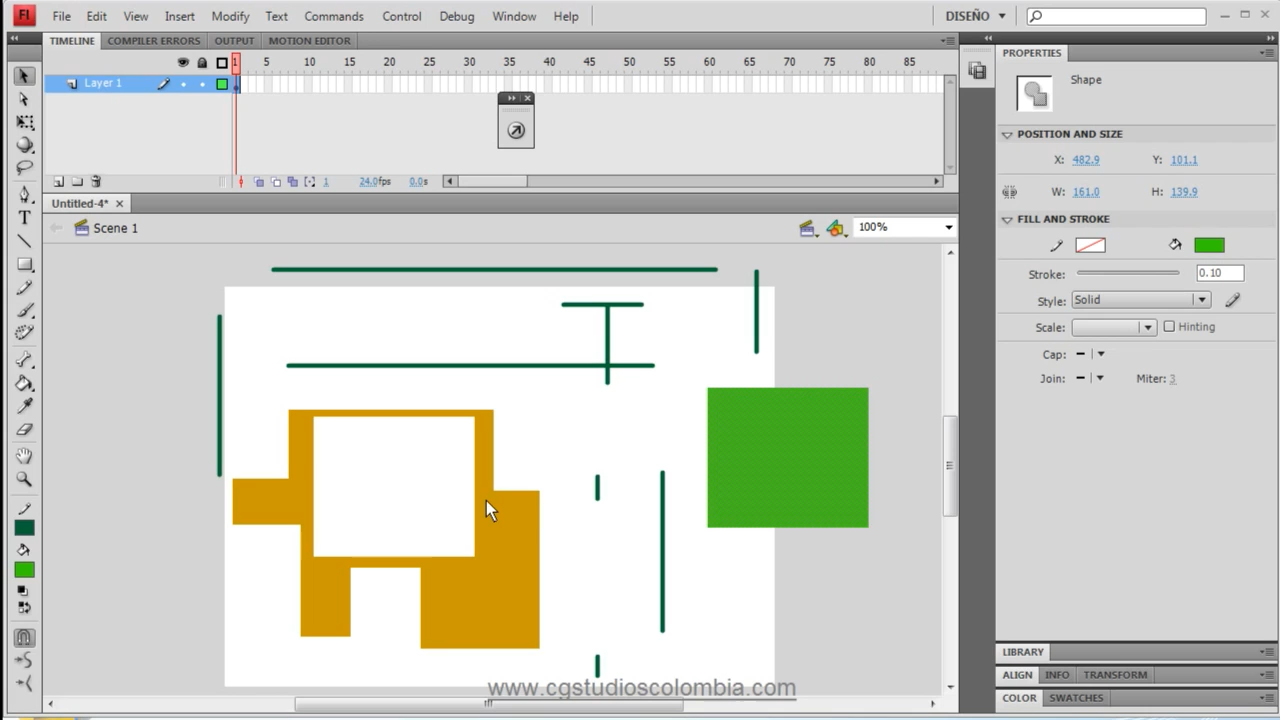 Fl File Edit View Insert Modify Text Commands Control Debug Window Help DISEÑO
TIMELINE COMPILER ERRORS OUTPUT MOTION EDITOR
1 10 15 20 25 30 35 40 45 50 55 60 65 70 75 80 85
Layer 1
1 24.0fps 0.0s
Untitled-4*
Scene 1 100%
T
PROPERTIES
Shape
POSITION AND SIZE
X: 482.9 Y: 101.1
W: 161.0 H: 139.9
FILL AND STROKE
Stroke: 0.10
Style: Solid
Scale: Hinting
Cap:
Join: Miter: 3
LIBRARY
ALIGN INFO TRANSFORM
COLOR SWATCHES
www.cgstudioscolombia.com